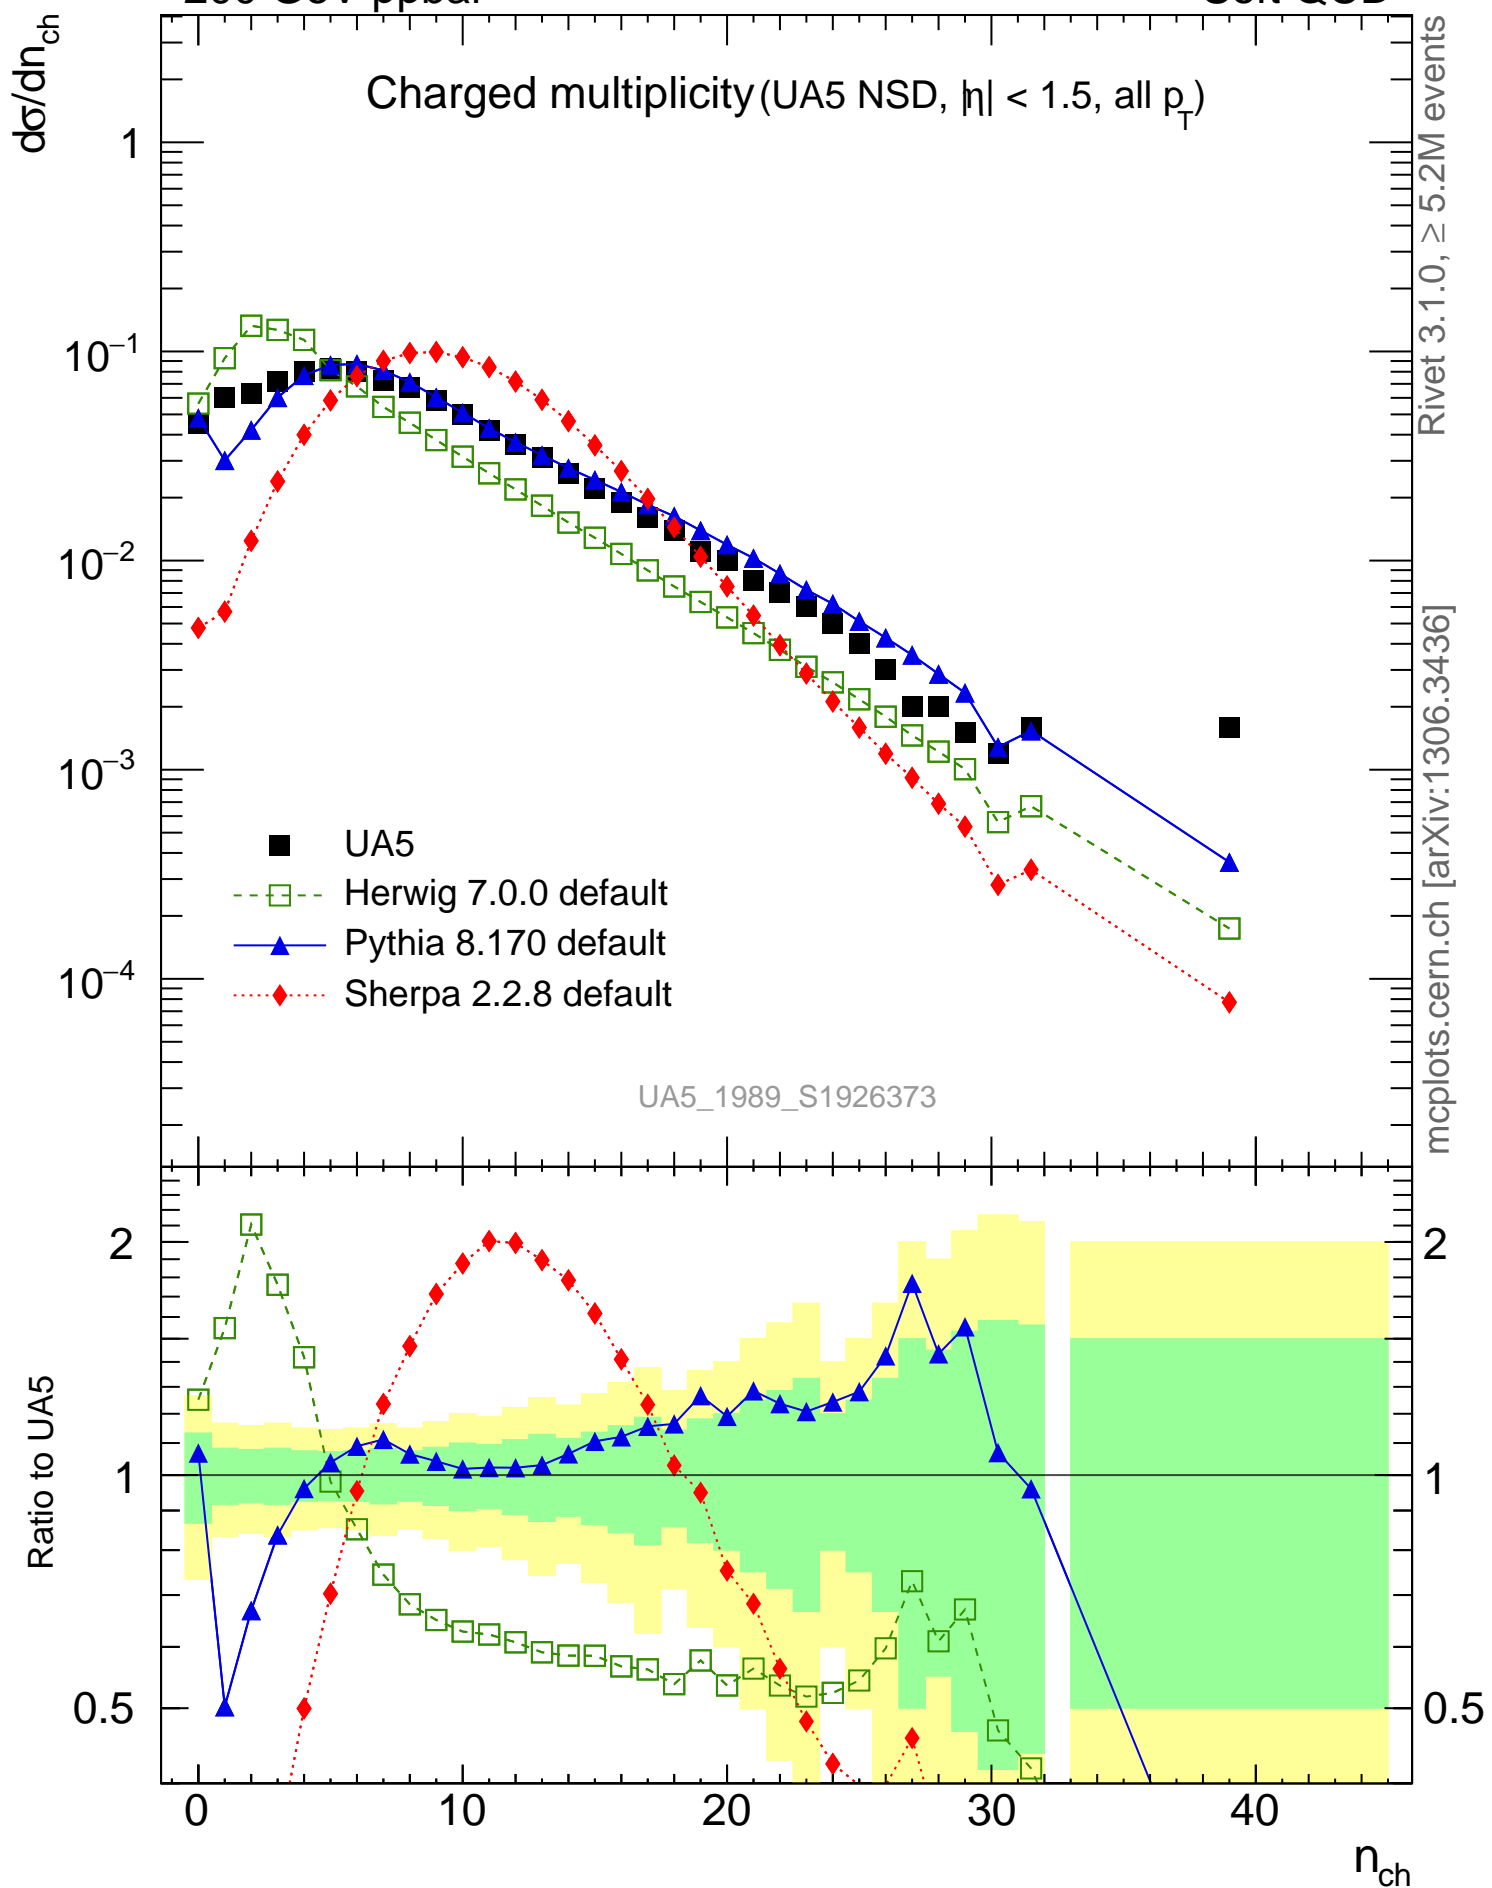 dσ/dn_ch
Charged multiplicity (UA5 NSD, |η| < 1.5, all p_T)
1
10⁻¹
10⁻²
10⁻³
10⁻⁴
UA5
Herwig 7.0.0 default
Pythia 8.170 default
Sherpa 2.2.8 default
UA5_1989_S1926373
Rivet 3.1.0, ≥ 5.2M events
mcplots.cern.ch [arXiv:1306.3436]
Ratio to UA5
2
1
0.5
2
1
0.5
0 10 20 30 40
n_ch